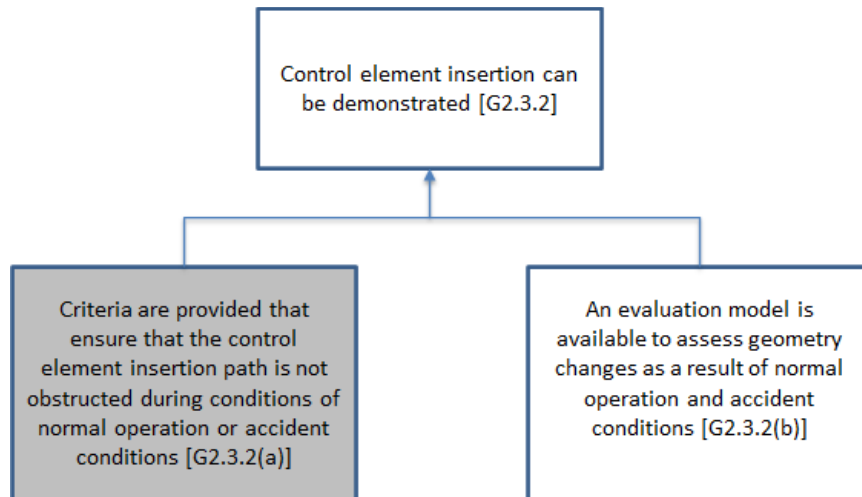 Control element insertion can
be demonstrated [G2.3.2]
Criteria are provided that
ensure that the control
element insertion path is not
obstructed during conditions of
normal operation or accident
conditions [G2.3.2(a)]
An evaluation model is
available to assess geometry
changes as a result of normal
operation and accident
conditions [G2.3.2(b)]